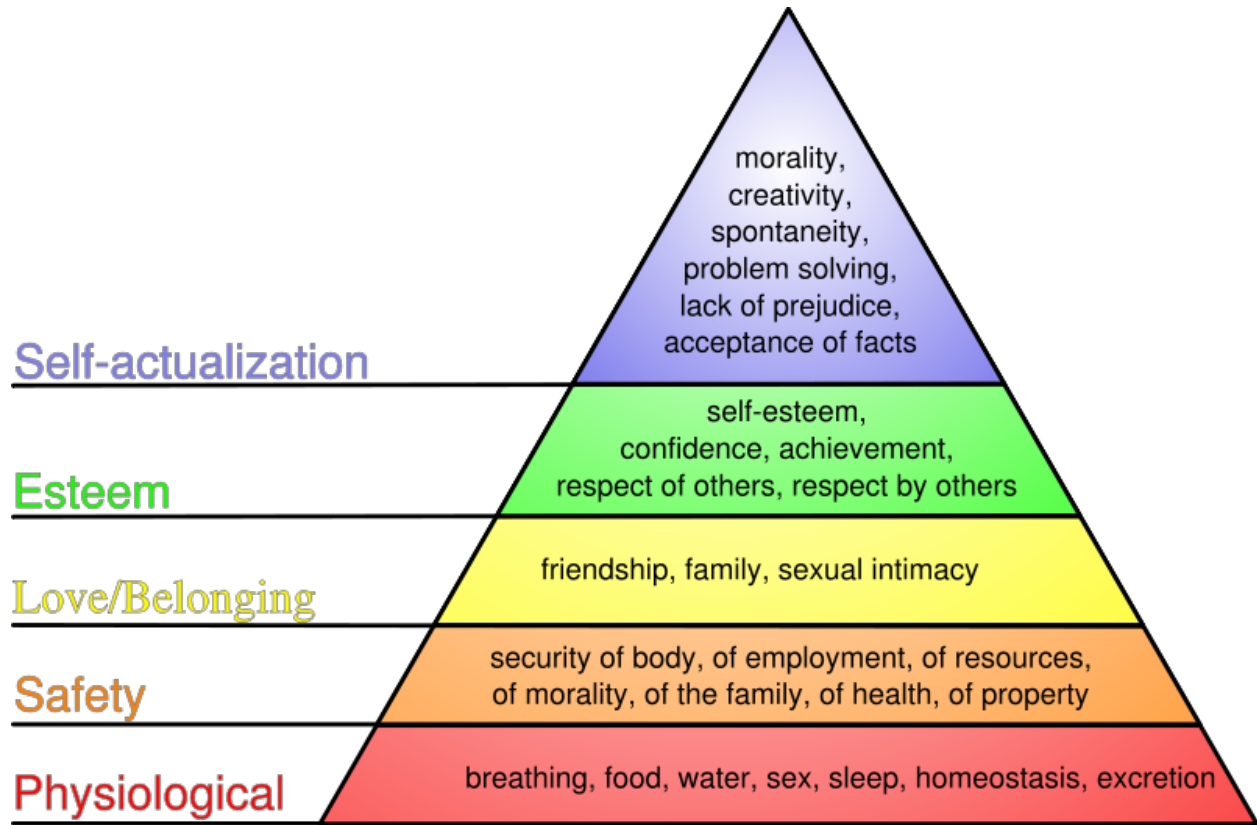 morality,
creativity,
spontaneity,
problem solving,
lack of prejudice,
acceptance of facts
Self-actualization
self-esteem,
confidence, achievement,
respect of others, respect by others
Esteem
friendship, family, sexual intimacy
Love/Belonging
security of body, of employment, of resources,
of morality, of the family, of health, of property
Safety
breathing, food, water, sex, sleep, homeostasis, excretion
Physiological